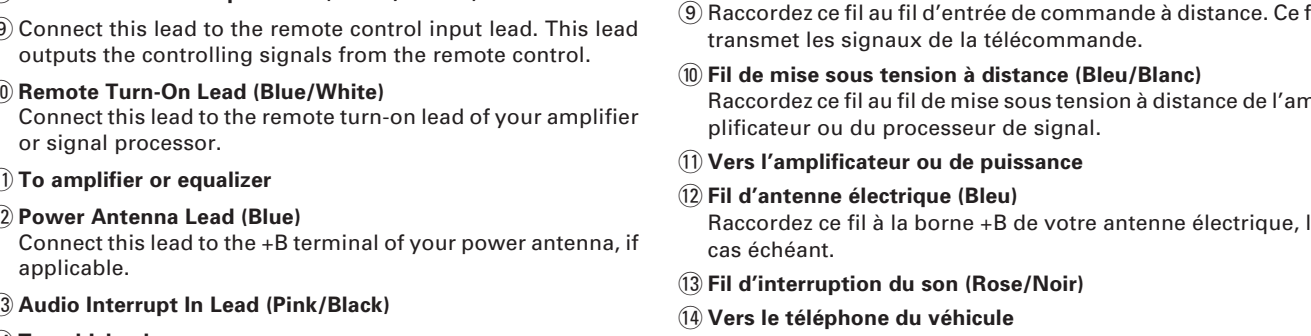 Connect this lead to the remote control input lead. This lead
outputs the controlling signals from the remote control.
Remote Turn-On Lead (Blue/White)
Connect this lead to the remote turn-on lead of your amplifier
or signal processor.
To amplifier or equalizer
Power Antenna Lead (Blue)
Connect this lead to the +B terminal of your power antenna, if
applicable.
Audio Interrupt In Lead (Pink/Black)
⑨ Raccordez ce fil au fil d’entrée de commande à distance. Ce f
transmet les signaux de la télécommande.
⑩ Fil de mise sous tension à distance (Bleu/Blanc)
Raccordez ce fil au fil de mise sous tension à distance de l’am
plificateur ou du processeur de signal.
⑪ Vers l’amplificateur ou de puissance
⑫ Fil d’antenne électrique (Bleu)
Raccordez ce fil à la borne +B de votre antenne électrique, l
cas échéant.
⑬ Fil d’interruption du son (Rose/Noir)
⑭ Vers le téléphone du véhicule